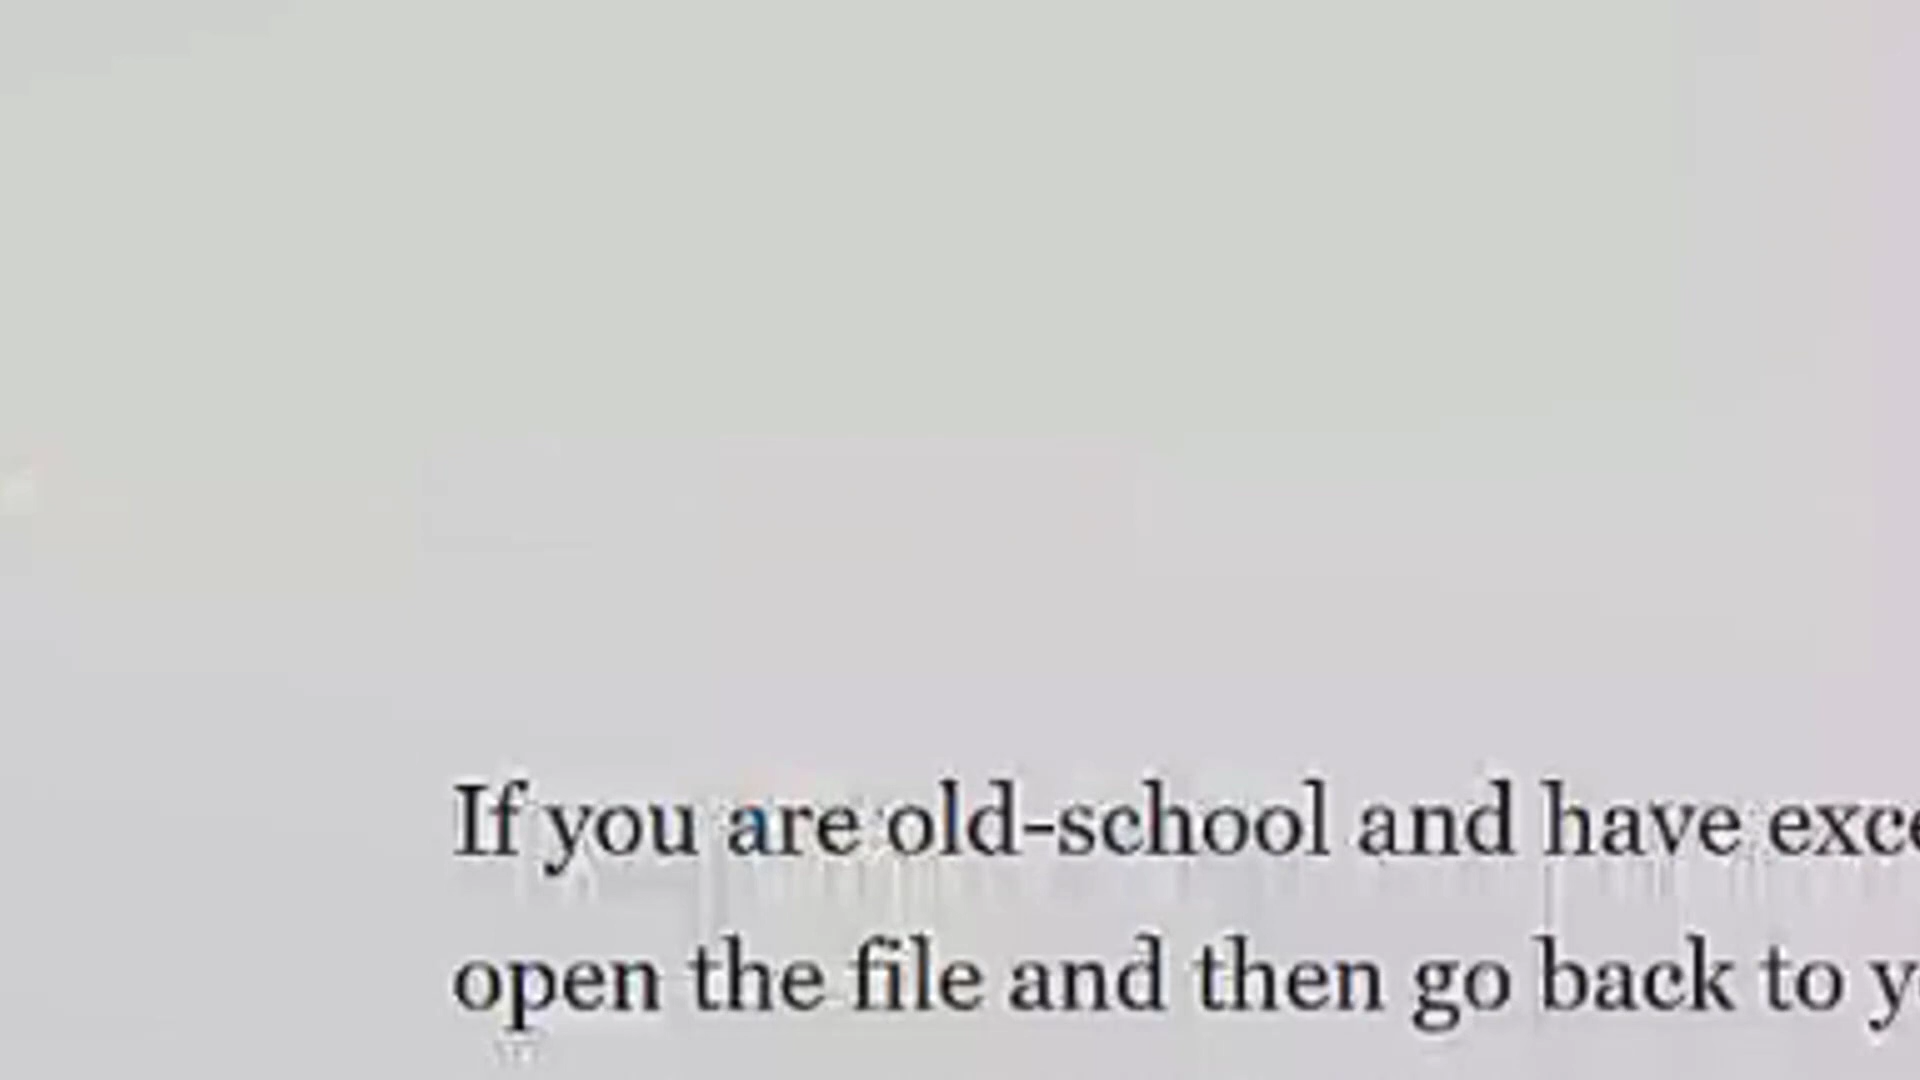 If you are old-school and have
open the file and then go back to